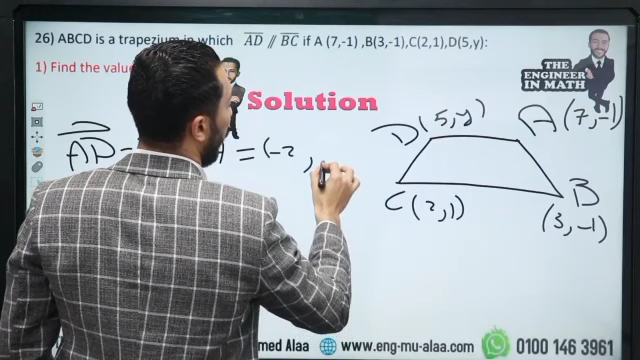 26) ABCD is a trapezium in which AD // BC if A (7,-1) ,B(3,-1),C(2,1),D(5,y):
1) Find the value
THE
ENGINEER
IN MATH
Solution
D(5,y)
A(7,-1)
AD = = (-2 ,
C(2,1)
B
(3,-1)
med Alaa
www.eng-mu-alaa.com
0100 146 3961